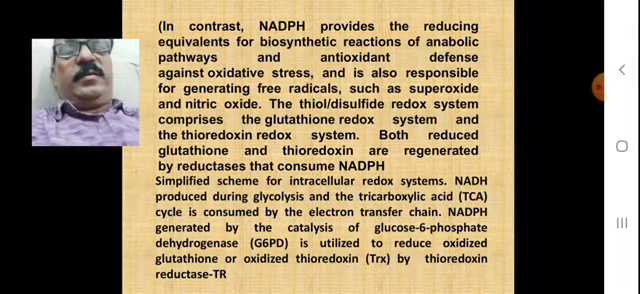 (In contrast, NADPH provides the reducing
equivalents for biosynthetic reactions of anabolic
pathways and antioxidant defense
against oxidative stress, and is also responsible
for generating free radicals, such as superoxide
and nitric oxide. The thiol/disulfide redox system
comprises the glutathione redox system and
the thioredoxin redox system. Both reduced
glutathione and thioredoxin are regenerated
by reductases that consume NADPH
Simplified scheme for intracellular redox systems. NADH
produced during glycolysis and the tricarboxylic acid (TCA)
cycle is consumed by the electron transfer chain. NADPH
generated by the catalysis of glucose-6-phosphate
dehydrogenase (G6PD) is utilized to reduce oxidized
glutathione or oxidized thioredoxin (Trx) by thioredoxin
reductase-TR